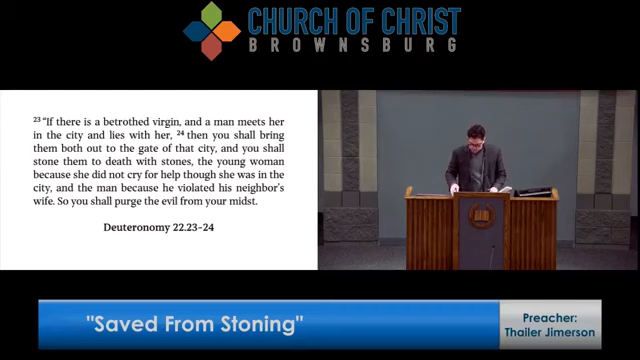 CHURCH OF CHRIST
BROWNSBURG
23 "If there is a betrothed virgin, and a man meets her
in the city and lies with her, 24 then you shall bring
them both out to the gate of that city, and you shall
stone them to death with stones, the young woman
because she did not cry for help though she was in the
city, and the man because he violated his neighbor's
wife. So you shall purge the evil from your midst.
Deuteronomy 22.23-24
"Saved From Stoning"
Preacher:
Thailer Jimerson